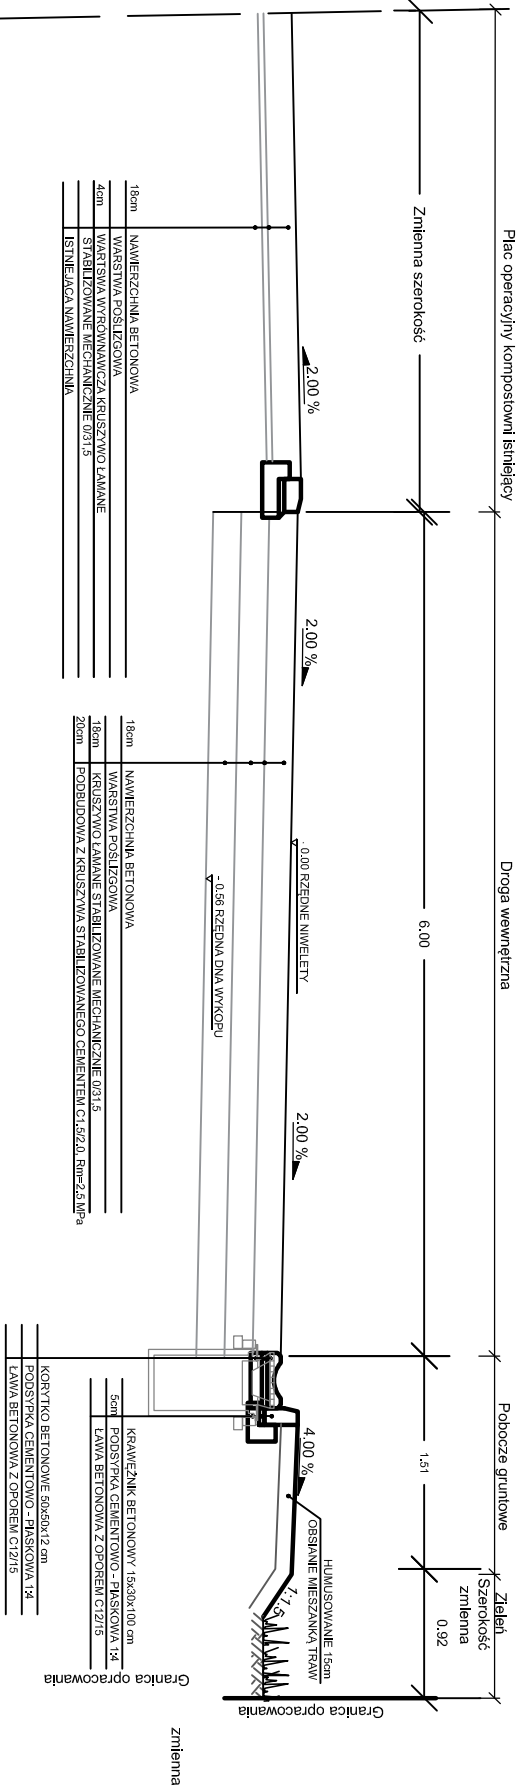 Plac operacyjny kompostowni istniejący
Droga wewnętrzna
Pobocze gruntowe
Zieleń
Szerokość
zmienna
Zmienna szerokość
6.00
1.51
0.92
2.00 %
2.00 %
2.00 %
4.00 %
1:1.5
- 0.00 RZĘDNE NIWELETY
- 0.56 RZĘDNA DNA WYKOPU
HUMUSOWANIE 15cm
OBSIANIE MIESZANKĄ TRAW
18cm NAWIERZCHNIA BETONOWA
WARSTWA POŚLIZGOWA
4cm WARTSWA WYRÓWNAWCZA KRUSZYWO ŁAMANE
STABILIZOWANE MECHANICZNIE 0/31,5
ISTNIEJACA NAWIERZCHNIA
18cm NAWIERZCHNIA BETONOWA
WARSTWA POŚLIZGOWA
18cm KRUSZYWO ŁAMANE STABILIZOWANE MECHANICZNIE 0/31,5
20cm PODBUDOWA Z KRUSZYWA STABILIZOWANEGO CEMENTEM C1.5/2.0, Rm=2.5 MPa
KRAWĘŻNIK BETONOWY 15x30x100 cm
5cm PODSYPKA CEMENTOWO - PIASKOWA 1:4
ŁAWA BETONOWA Z OPOREM C12/15
KORYTKO BETONOWE 50x50x12 cm
PODSYPKA CEMENTOWO - PIASKOWA 1:4
ŁAWA BETONOWA Z OPOREM C12/15
Granica opracowania
Granica opracowania
zmienna